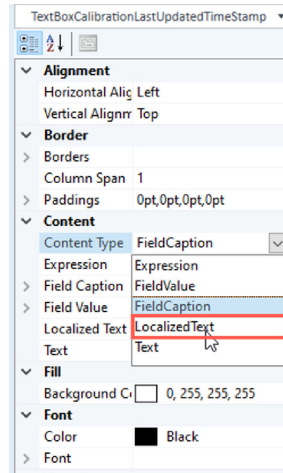 TextBoxCalibrationLastUpdatedTimeStamp
Alignment
Horizontal Alig Left
Vertical Alignm Top
Border
Borders
Column Span 1
Paddings 0pt,0pt,0pt,0pt
Content
Content Type FieldCaption
Expression Expression
Field Caption FieldValue
Field Value FieldCaption
Localized Text LocalizedText
Text Text
Fill
Background C 0, 255, 255, 255
Font
Color Black
Font